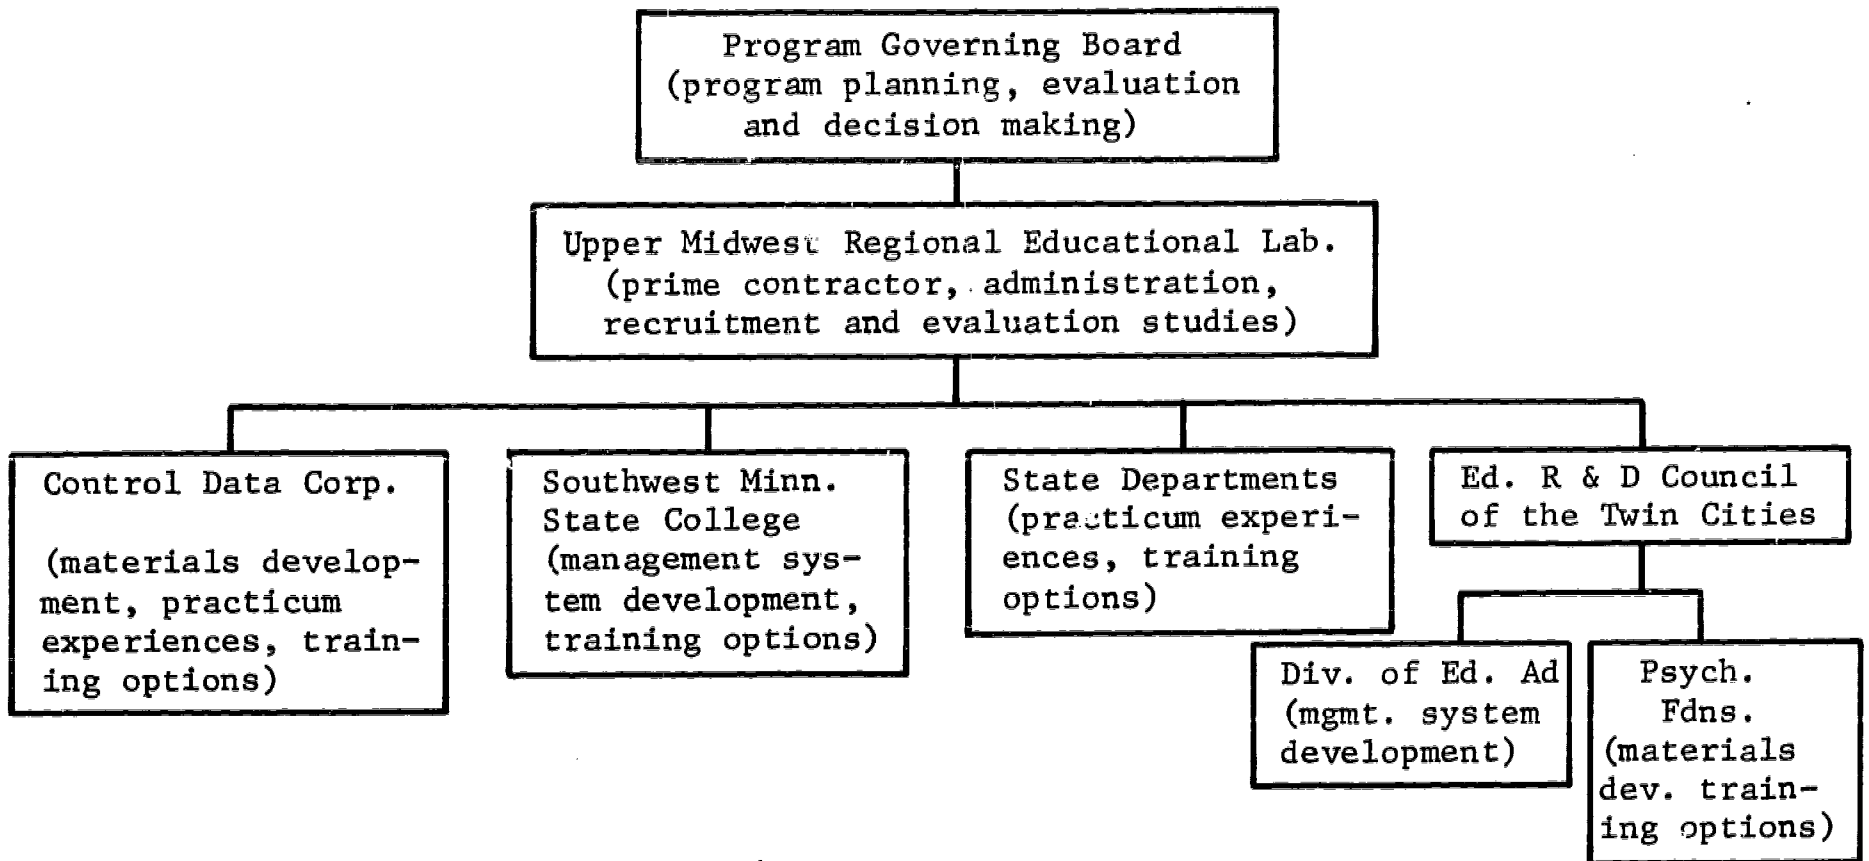 Program Governing Board
(program planning, evaluation
and decision making)
Upper Midwest Regional Educational Lab.
(prime contractor, administration,
recruitment and evaluation studies)
Control Data Corp.
(materials develop-
ment, practicum
experiences, train-
ing options)
Southwest Minn.
State College
(management sys-
tem development,
training options)
State Departments
(practicum experi-
ences, training
options)
Ed. R & D Council
of the Twin Cities
Div. of Ed. Ad
(mgmt. system
development)
Psych.
Fdns.
(materials
dev. train-
ing options)